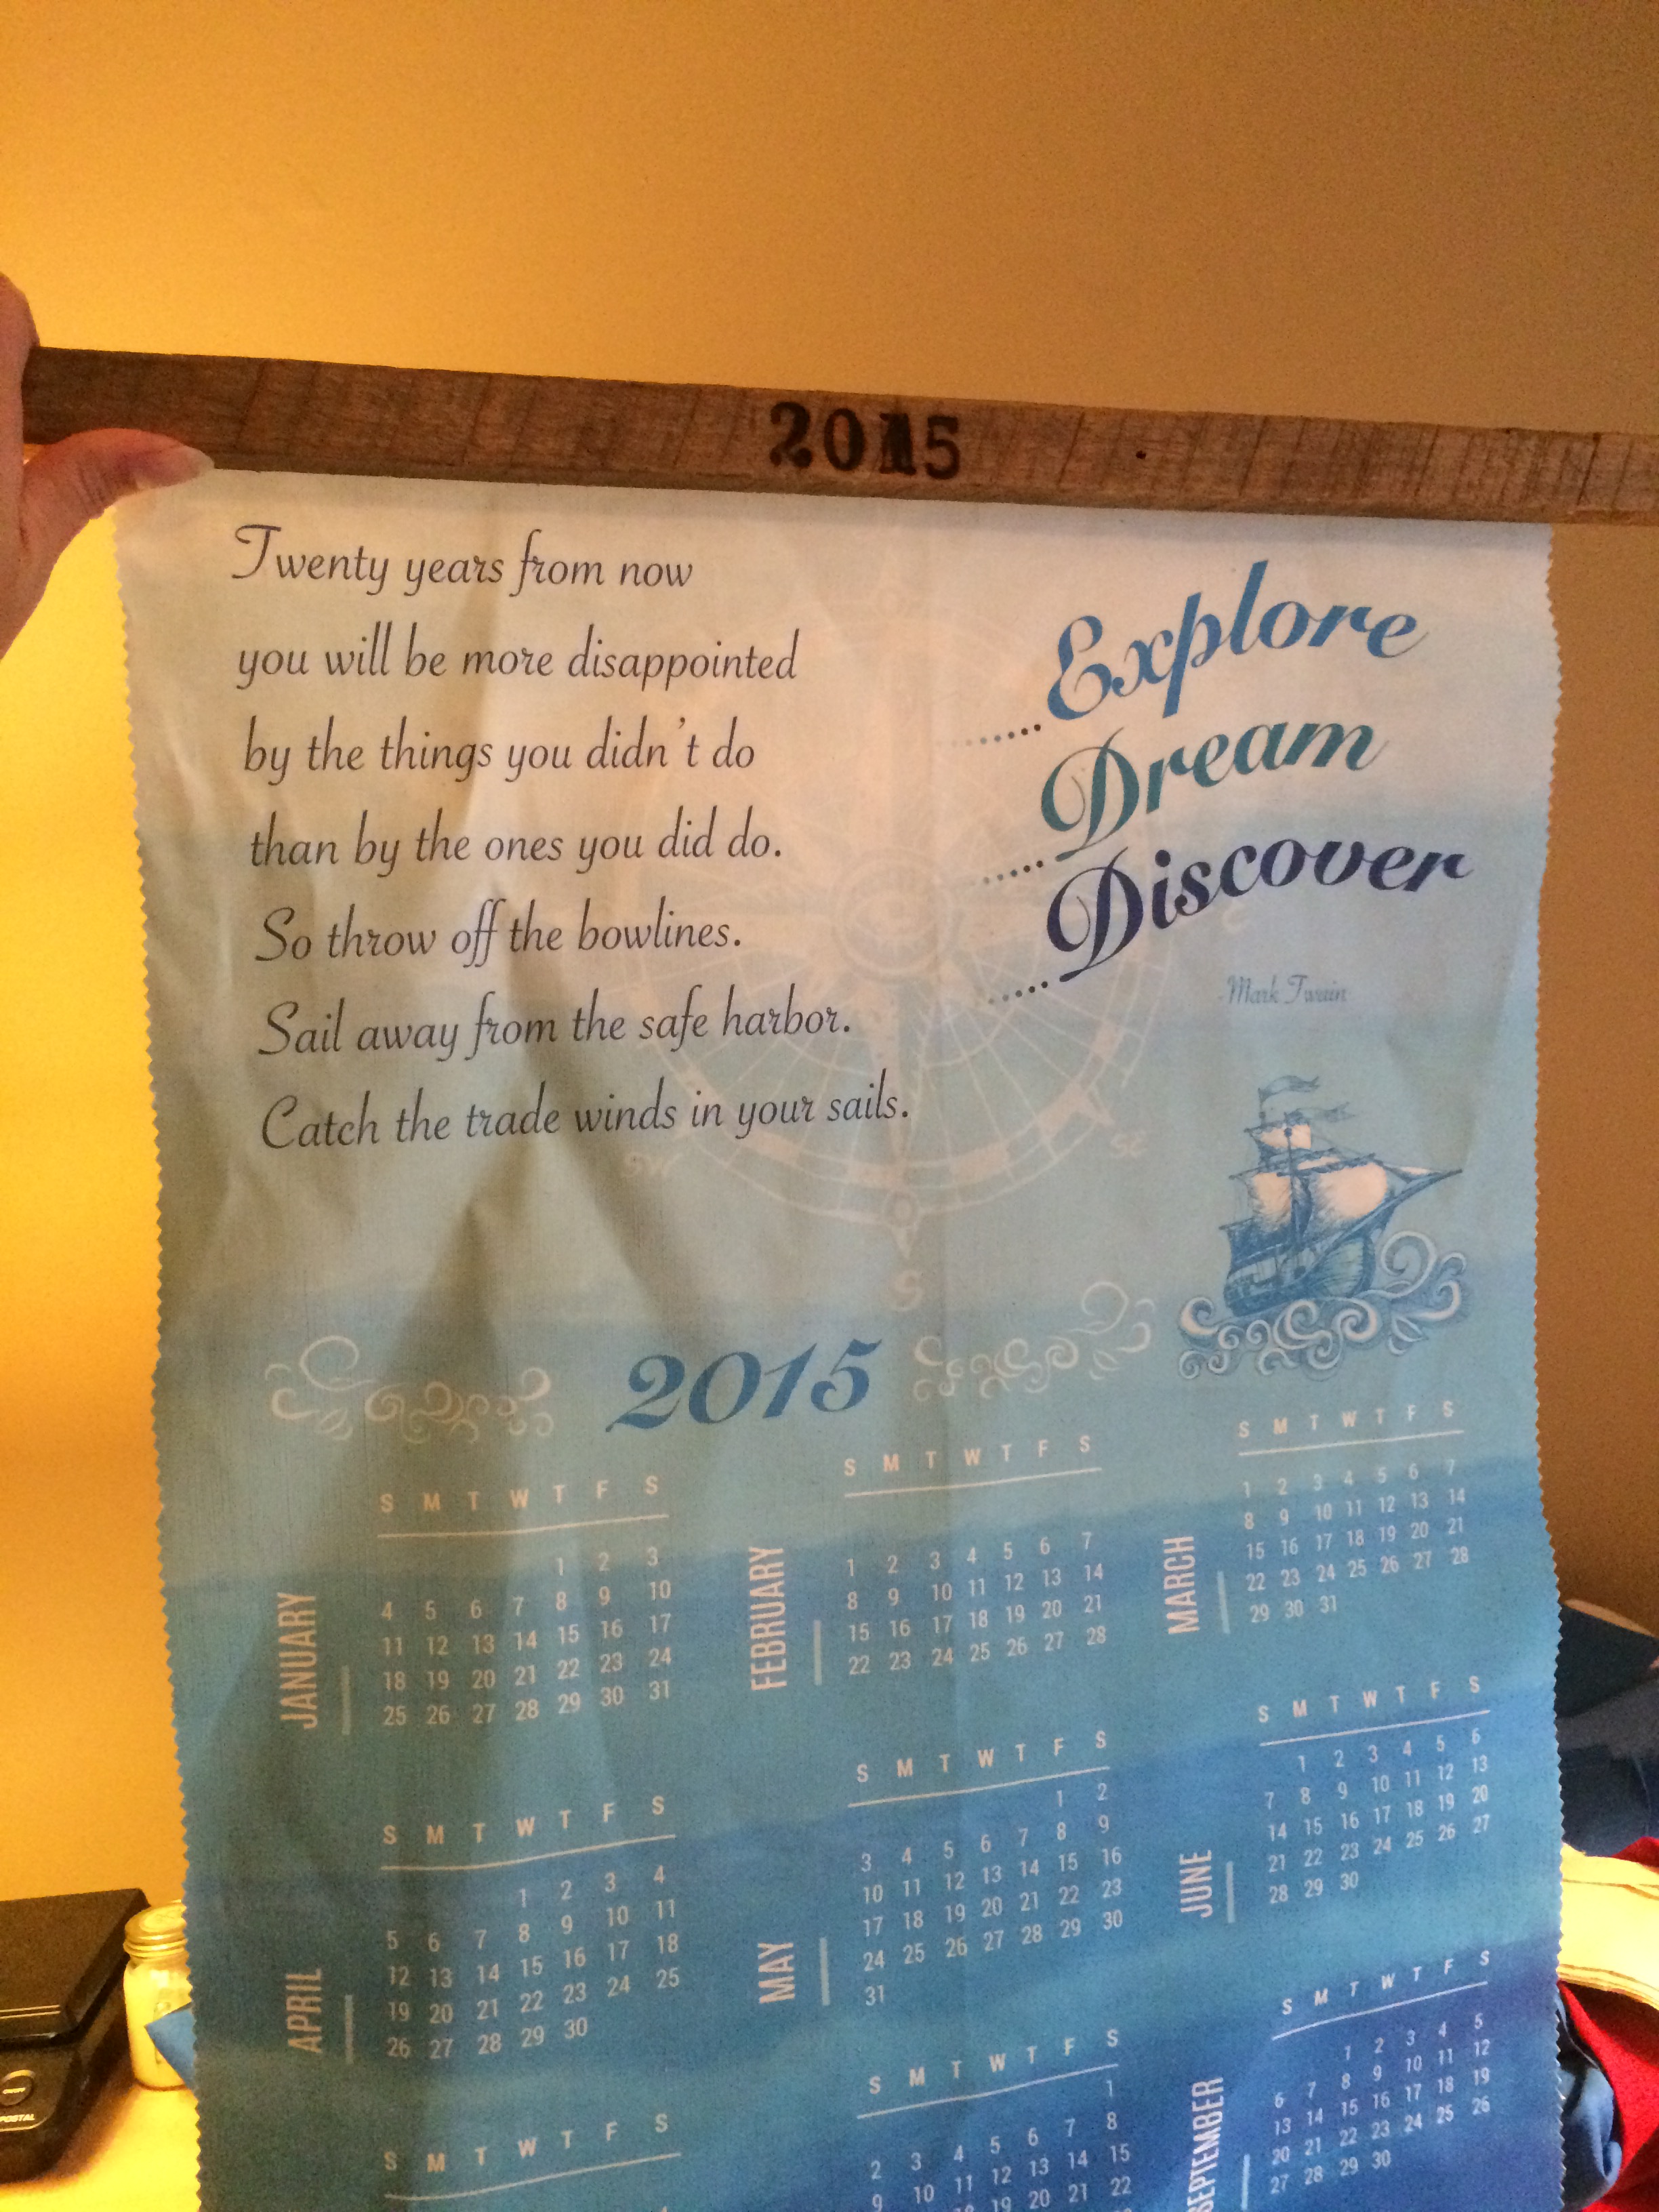 2015
Twenty years from now
you will be more disappointed
by the things you didn't do
than by the ones you did do.
So throw off the bowlines.
Sail away from the safe harbor.
Catch the trade winds in your sails.
Explore
Dream
Discover
Mark Twain
E
SW
SE
S
2015
JANUARY
S M T W T F S
1 2 3
4 5 6 7 8 9 10
11 12 13 14 15 16 17
18 19 20 21 22 23 24
25 26 27 28 29 30 31
FEBRUARY
S M T W T F S
1 2 3 4 5 6 7
8 9 10 11 12 13 14
15 16 17 18 19 20 21
22 23 24 25 26 27 28
MARCH
S M T W T F S
1 2 3 4 5 6 7
8 9 10 11 12 13 14
15 16 17 18 19 20 21
22 23 24 25 26 27 28
29 30 31
APRIL
S M T W T F S
1 2 3 4
5 6 7 8 9 10 11
12 13 14 15 16 17 18
19 20 21 22 23 24 25
26 27 28 29 30
MAY
S M T W T F S
1 2
3 4 5 6 7 8 9
10 11 12 13 14 15 16
17 18 19 20 21 22 23
24 25 26 27 28 29 30
31
JUNE
S M T W T F S
1 2 3 4 5 6
7 8 9 10 11 12 13
14 15 16 17 18 19 20
21 22 23 24 25 26 27
28 29 30
S M T W T F S
S M T W T F S
1
2 3 4 5 6 7 8
9 10 11 12 13 14 15
19 20 21 22
SEPTEMBER
S M T W T F S
1 2 3 4 5
6 7 8 9 10 11 12
13 14 15 16 17 18 19
20 21 22 23 24 25 26
27 28 29 30
POSTAL